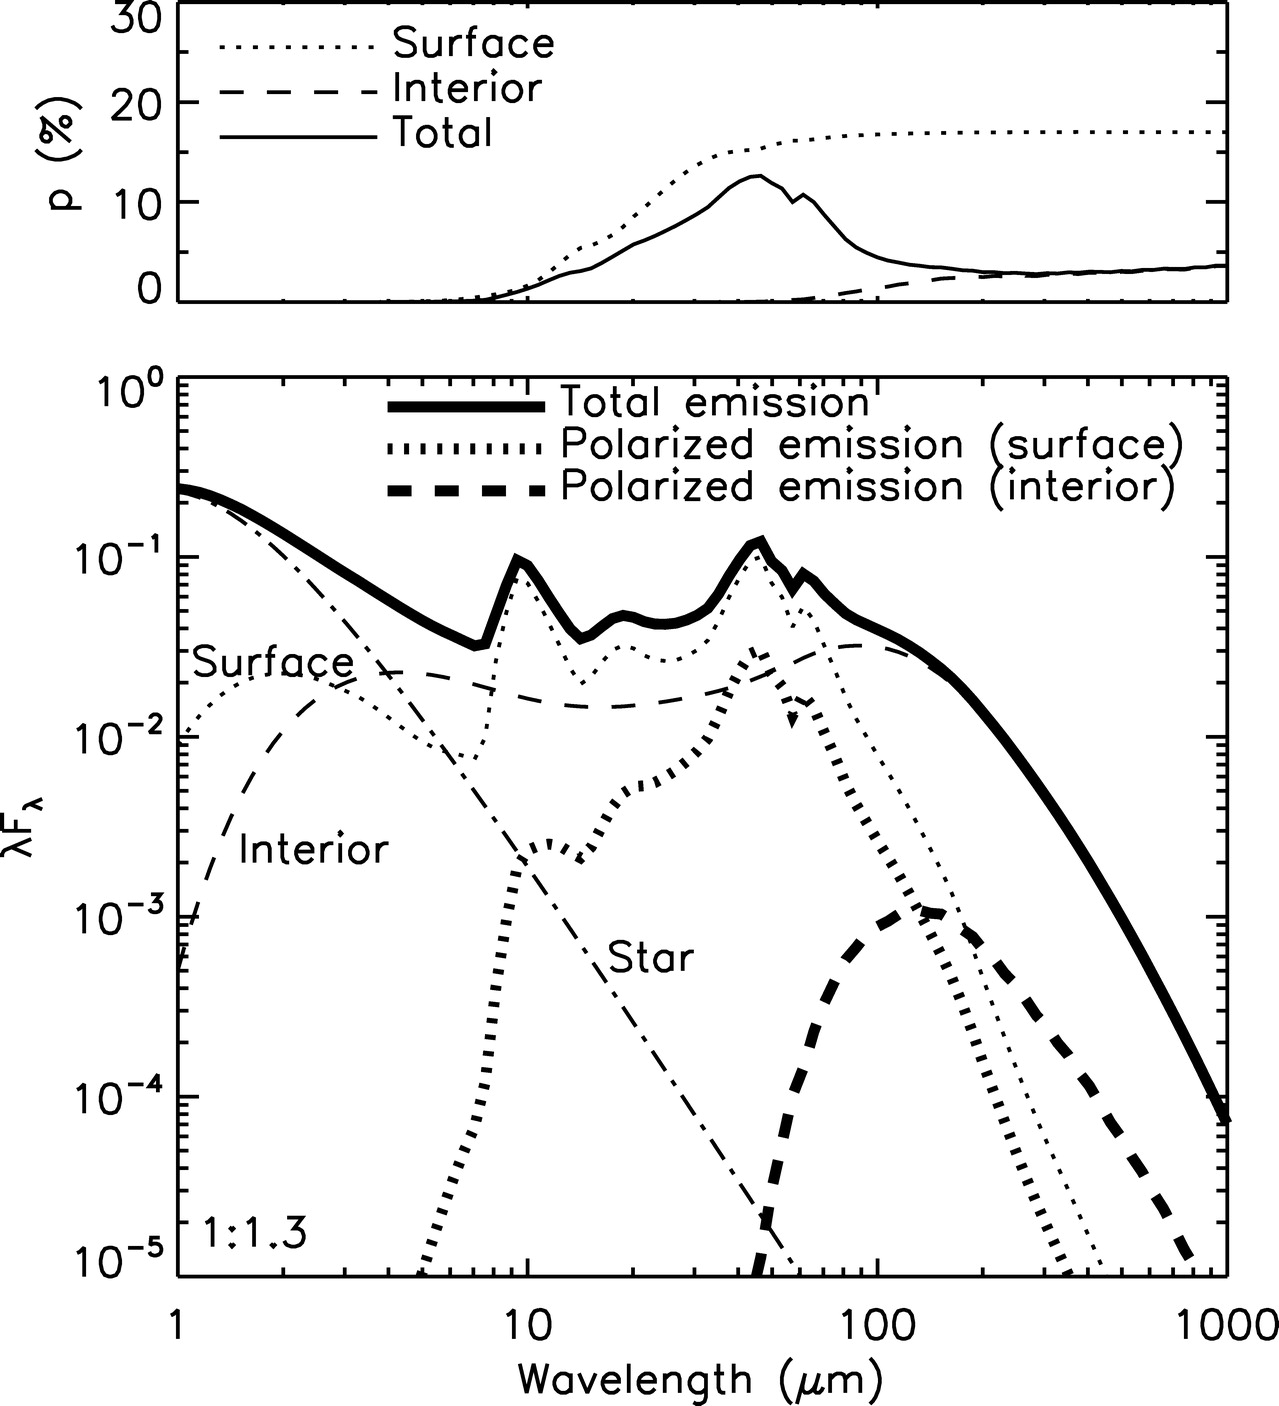 30
Surface
Interior
20
Total
p (%)
10
0
10⁰
Total emission
Polarized emission (surface)
Polarized emission (interior)
10⁻¹
Surface
10⁻²
λF_λ
Interior
10⁻³
Star
10⁻⁴
1:1.3
10⁻⁵
1 10 100 1000
Wavelength (μm)